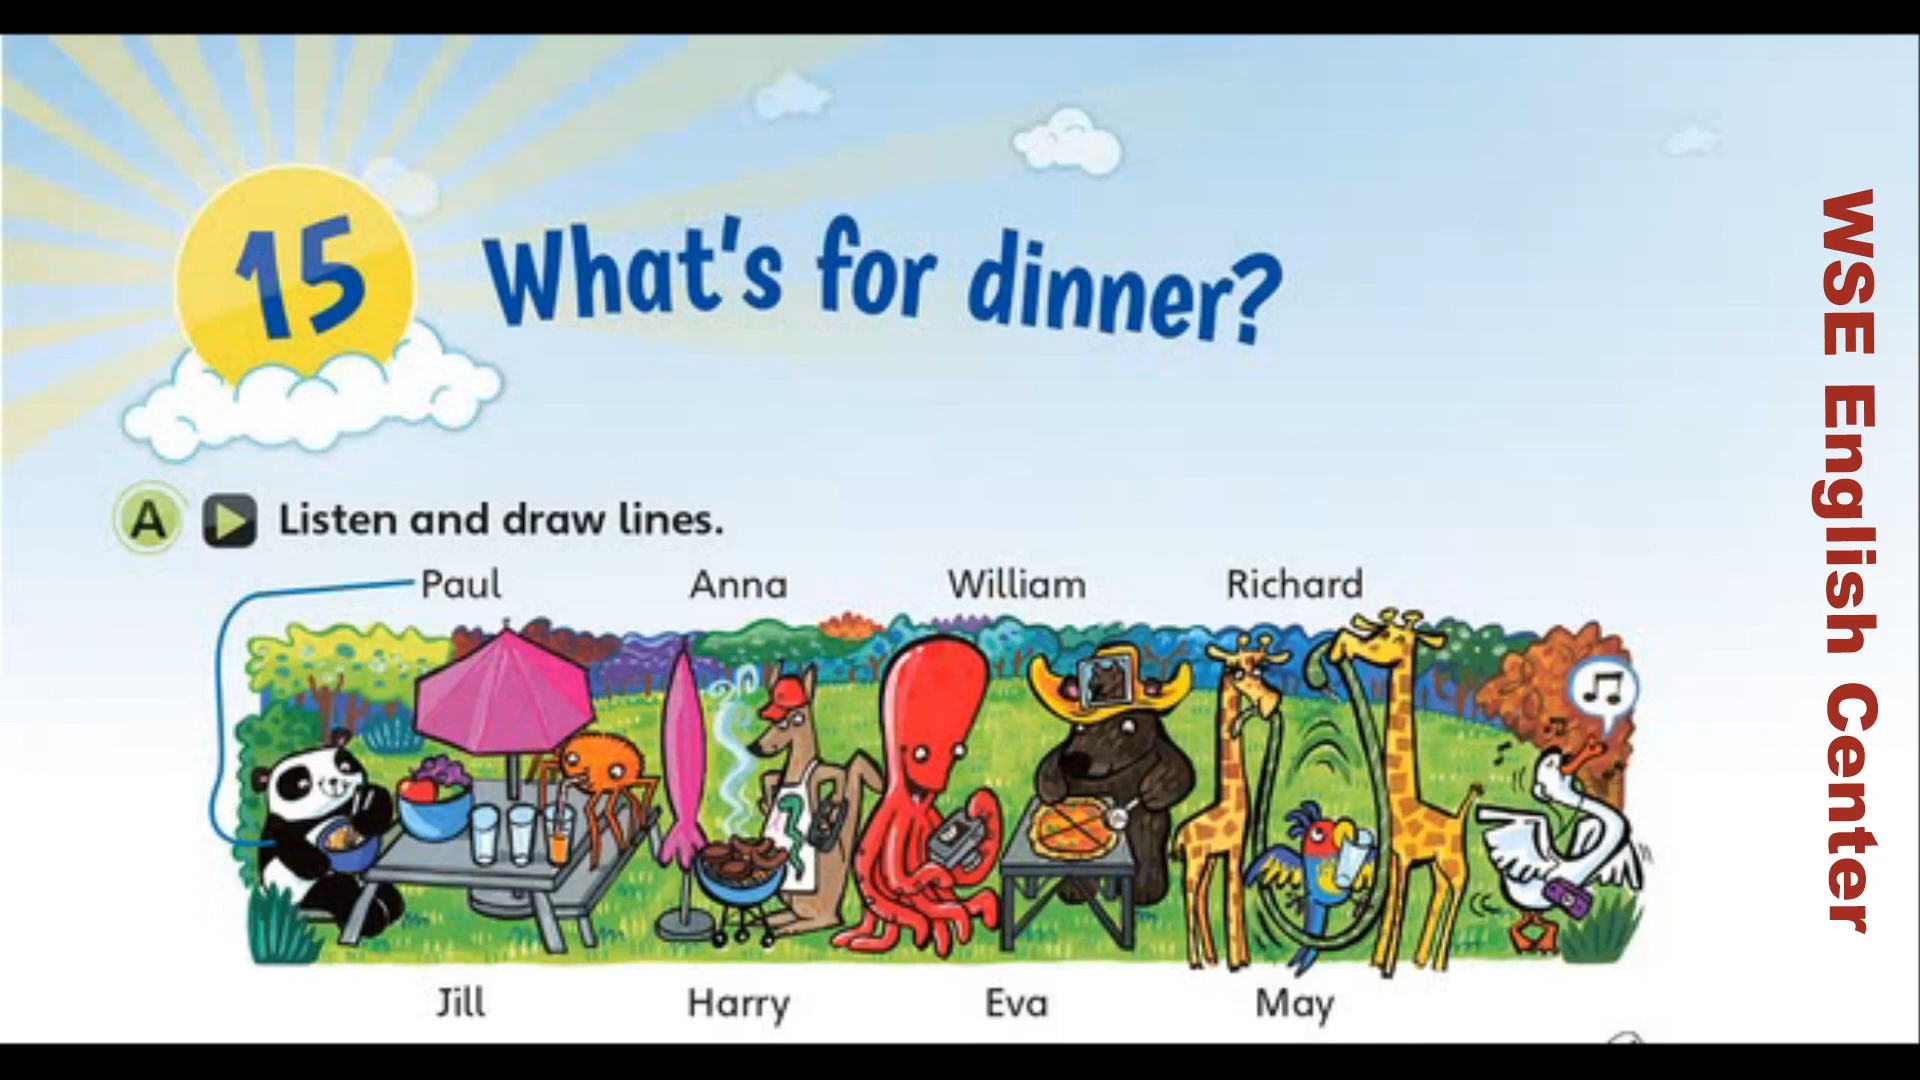 15
What's for dinner?
A Listen and draw lines.
Paul Anna William Richard
Jill Harry Eva May
WSE English Center